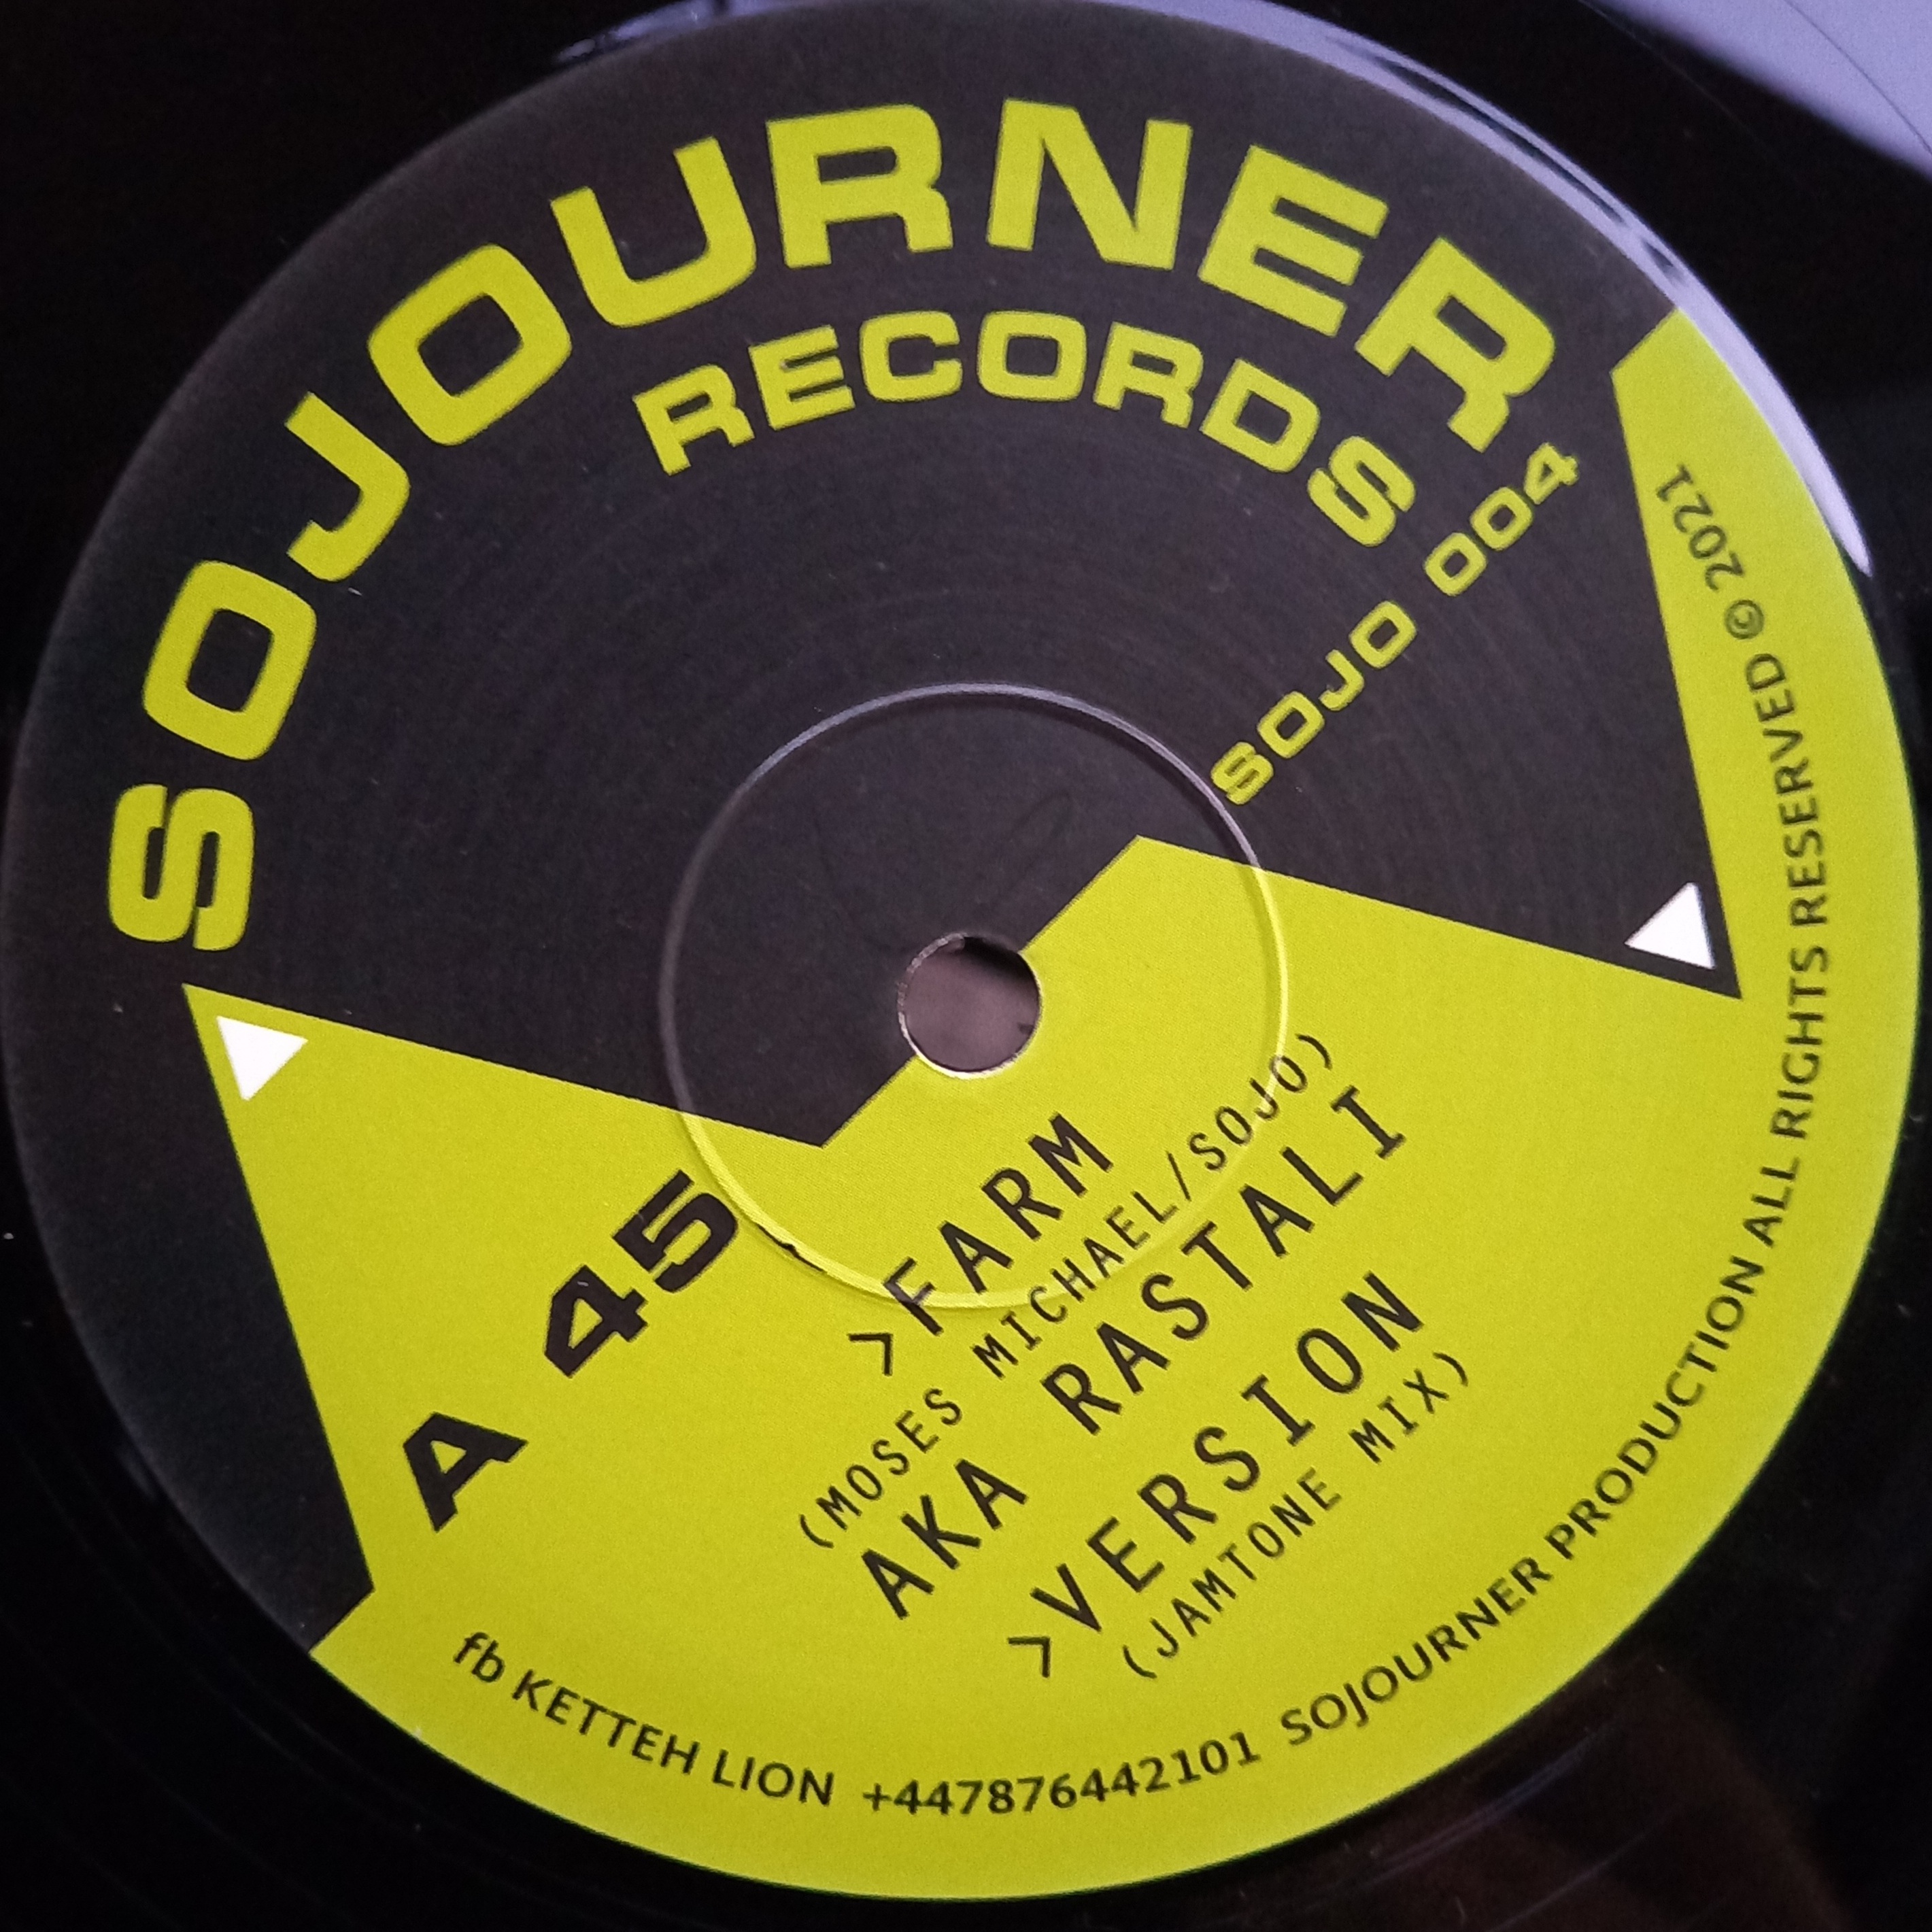 SOJOURNER
RECORDS
SOJO 004
A 45
>FARM
(MOSES MICHAEL/SOJO)
AKA RASTALI
>VERSION
(JAMTONE MIX)
fb KETTEH LION +447876442101 SOJOURNER PRODUCTION ALL RIGHTS RESERVED © 2021